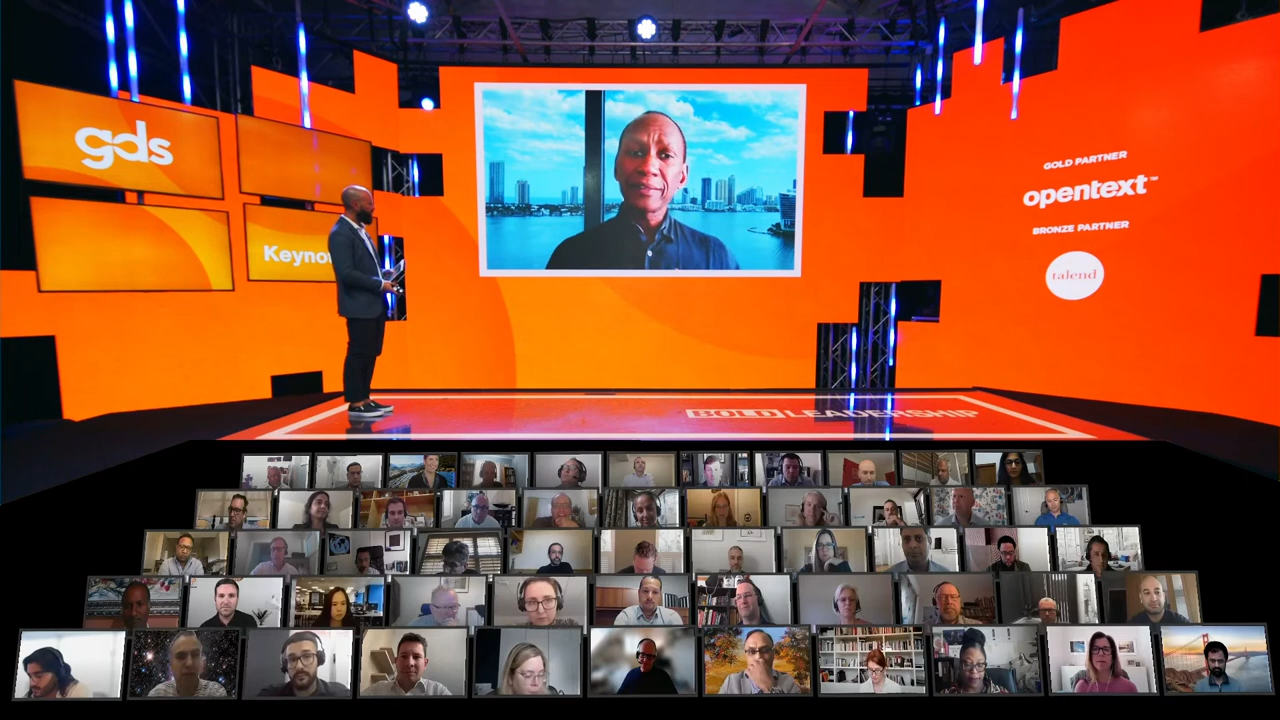 gds
Keyno
GOLD PARTNER
opentext™
BRONZE PARTNER
talend
BOLD LEADERSHIP